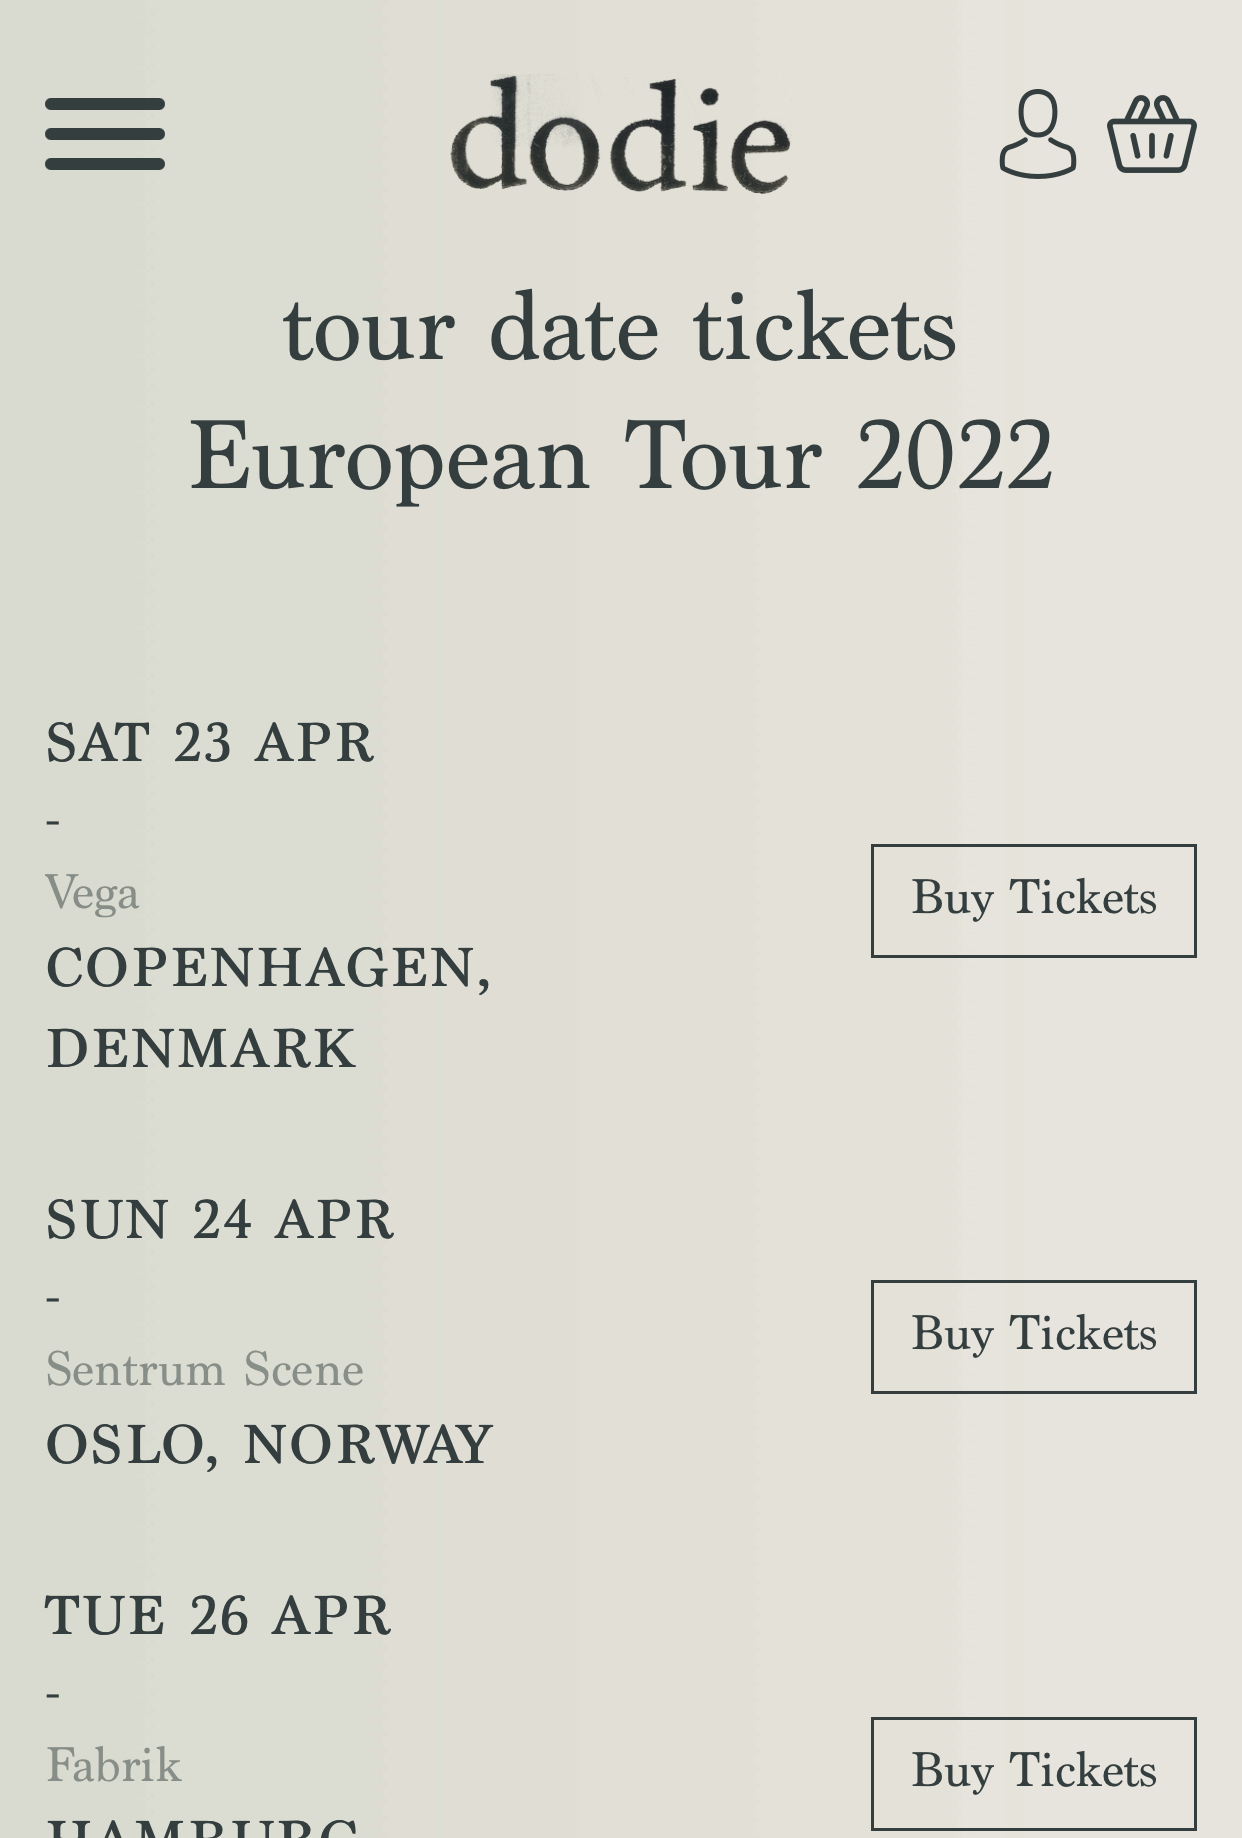 dodie
tour date tickets
European Tour 2022
SAT 23 APR
-
Vega
COPENHAGEN,
DENMARK
Buy Tickets
SUN 24 APR
-
Sentrum Scene
OSLO, NORWAY
Buy Tickets
TUE 26 APR
-
Fabrik
HAMBURG
Buy Tickets